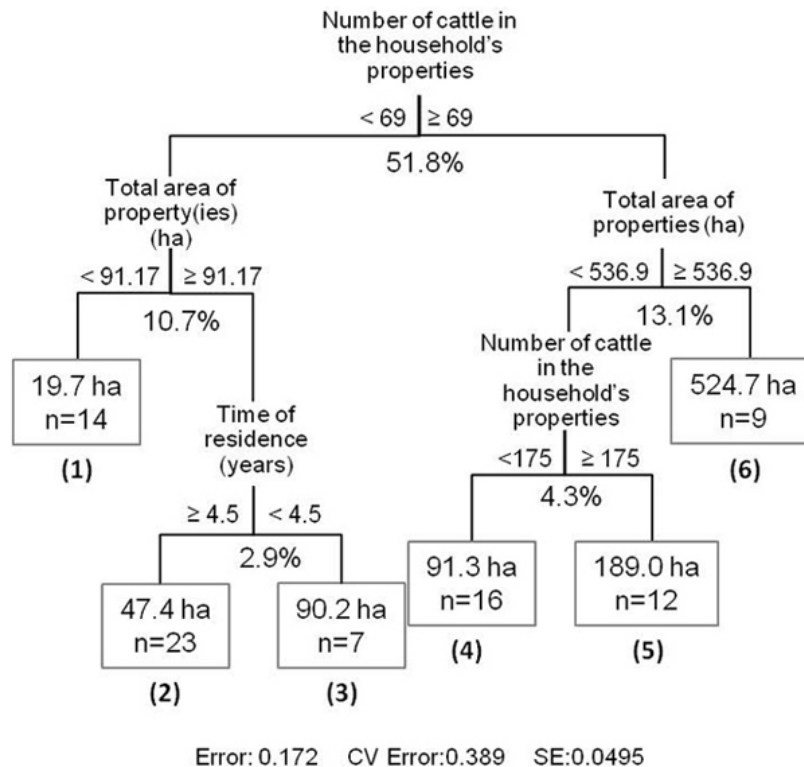 Number of cattle in
the household's
properties
< 69 ≥ 69
51.8%
Total area of
property(ies)
(ha)
< 91.17 ≥ 91.17
10.7%
Total area of
properties (ha)
< 536.9 ≥ 536.9
13.1%
19.7 ha
n=14
(1)
Time of
residence
(years)
≥ 4.5 < 4.5
2.9%
47.4 ha
n=23
(2)
90.2 ha
n=7
(3)
Number of cattle
in the
household's
properties
<175 ≥ 175
4.3%
91.3 ha
n=16
(4)
189.0 ha
n=12
(5)
524.7 ha
n=9
(6)
Error: 0.172 CV Error:0.389 SE:0.0495